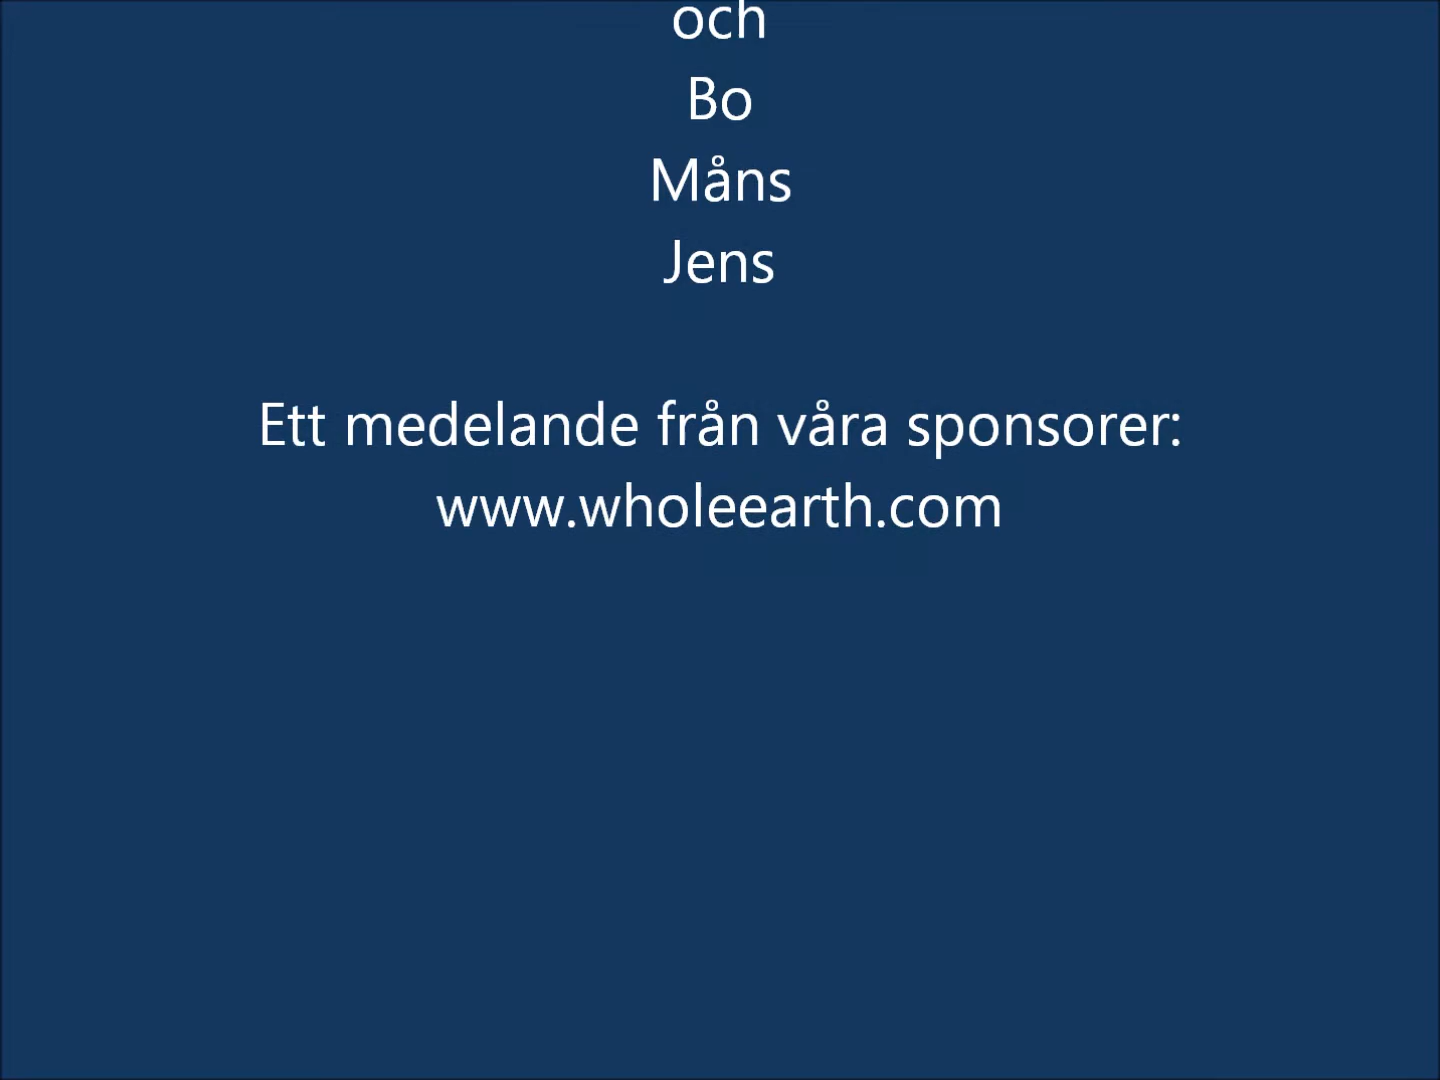 och
Bo
Måns
Jens
Ett medelande från våra sponsorer:
www.wholeearth.com